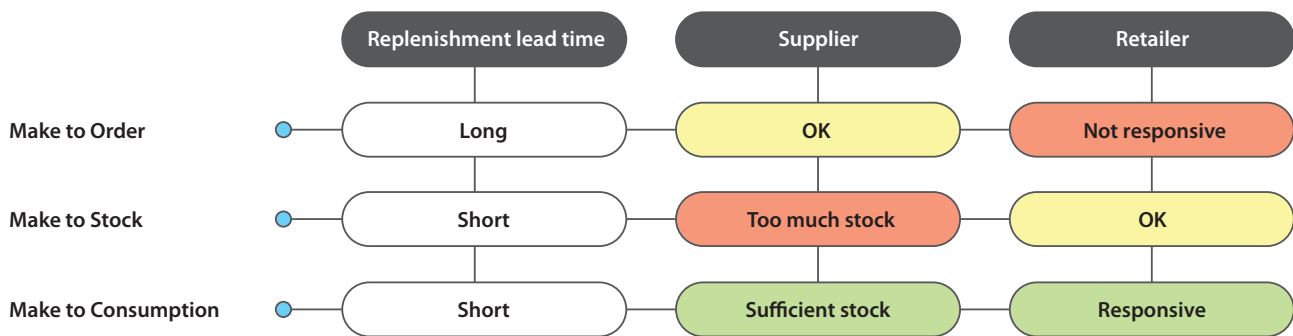 Replenishment lead time Supplier Retailer
Make to Order Long OK Not responsive
Make to Stock Short Too much stock OK
Make to Consumption Short Sufficient stock Responsive